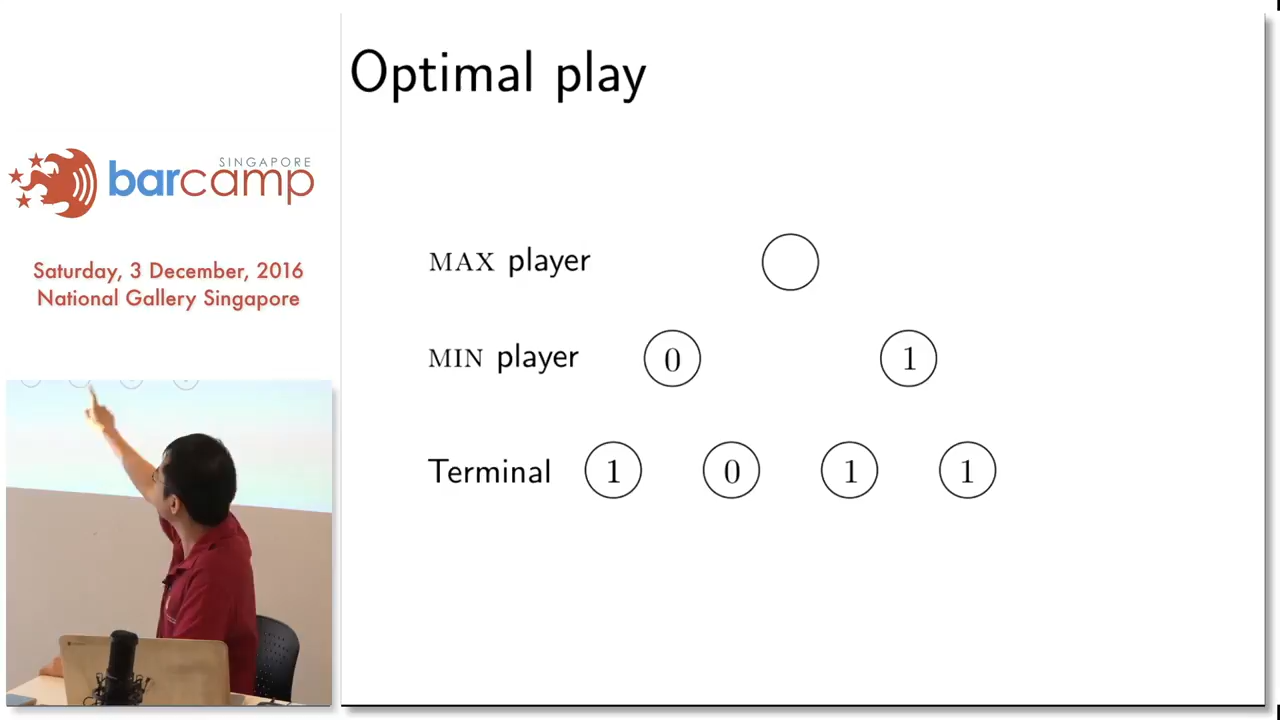 Optimal play
SINGAPORE
barcamp
Saturday, 3 December, 2016
National Gallery Singapore
MAX player
MIN player 0 1
Terminal 1 0 1 1